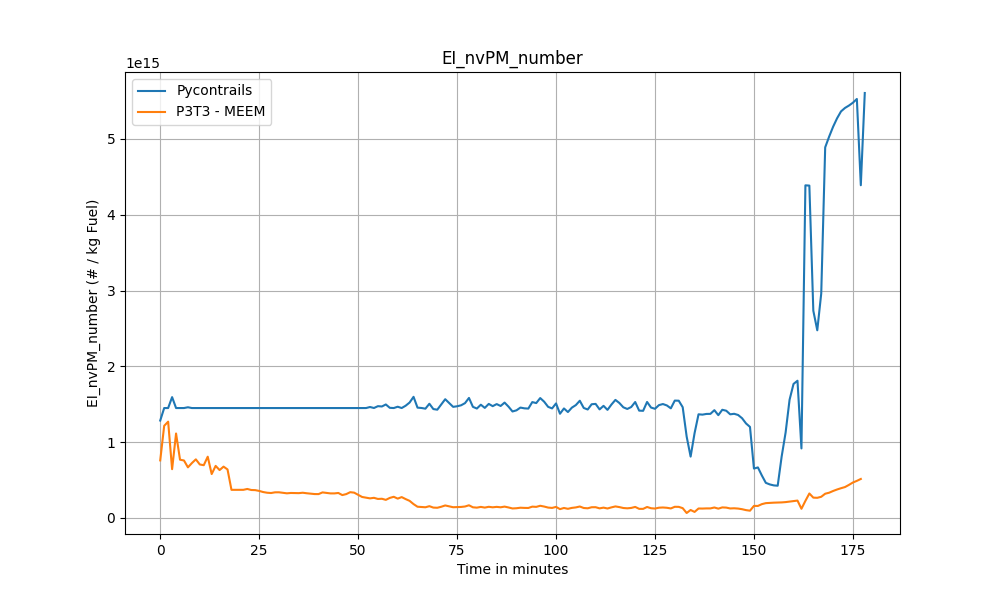 EI_nvPM_number
1e15
Pycontrails
P3T3 - MEEM
EI_nvPM_number (# / kg Fuel)
5
4
3
2
1
0
0 25 50 75 100 125 150 175
Time in minutes